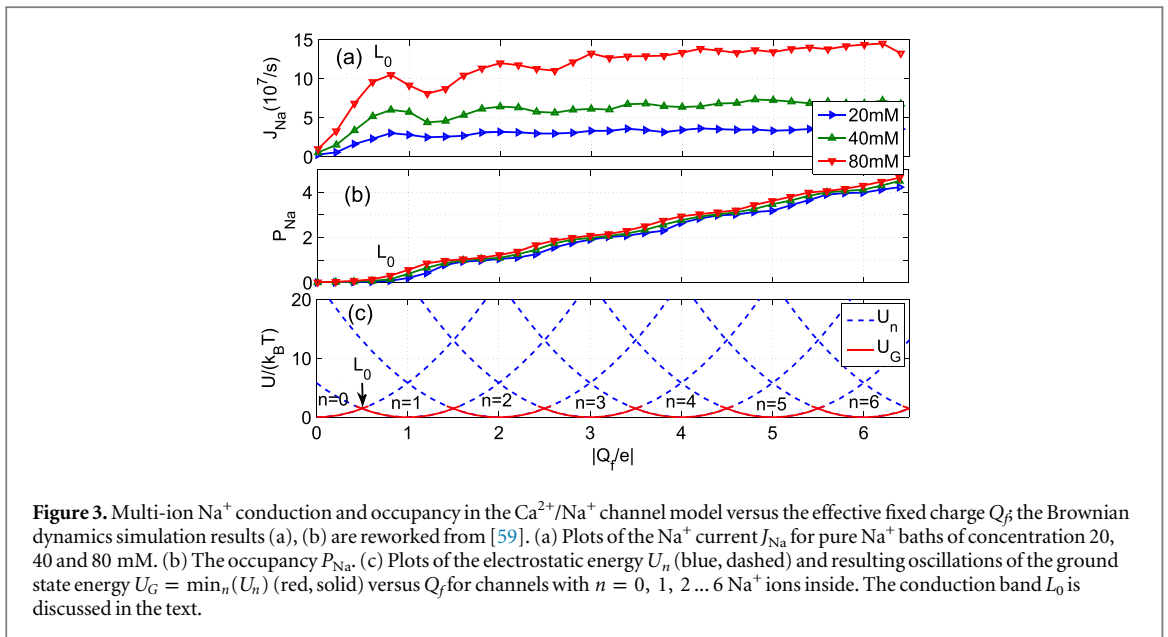 (a)
L₀
J_Na(10⁷/s)
15
10
5
0
20mM
40mM
80mM
(b)
L₀
P_Na
4
2
0
(c)
U/(k_BT)
20
10
0
U_n
U_G
L₀
n=0 n=1 n=2 n=3 n=4 n=5 n=6
0 1 2 3 4 5 6
|Q_f/e|
Figure 3. Multi-ion Na⁺ conduction and occupancy in the Ca²⁺/Na⁺ channel model versus the effective fixed charge Q_f; the Brownian
dynamics simulation results (a), (b) are reworked from [59]. (a) Plots of the Na⁺ current J_Na for pure Na⁺ baths of concentration 20,
40 and 80 mM. (b) The occupancy P_Na. (c) Plots of the electrostatic energy U_n (blue, dashed) and resulting oscillations of the ground
state energy U_G = min_n(U_n) (red, solid) versus Q_f for channels with n = 0, 1, 2 … 6 Na⁺ ions inside. The conduction band L₀ is
discussed in the text.